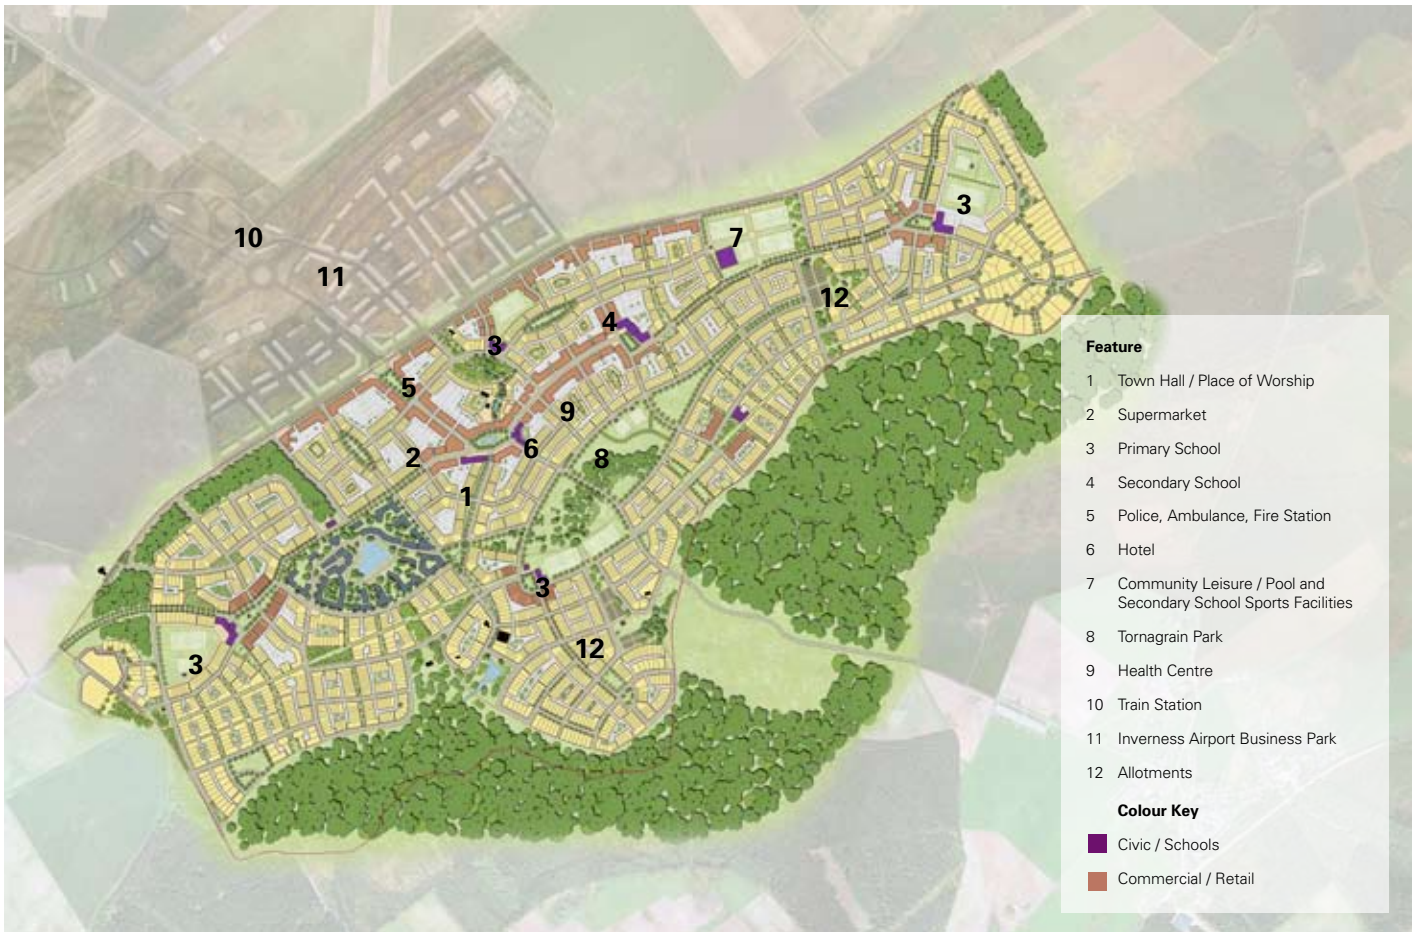 3
7
10
11
12
4
3
5
9
6
2
8
1
3
12
3
Feature
1 Town Hall / Place of Worship
2 Supermarket
3 Primary School
4 Secondary School
5 Police, Ambulance, Fire Station
6 Hotel
7 Community Leisure / Pool and
Secondary School Sports Facilities
8 Tornagrain Park
9 Health Centre
10 Train Station
11 Inverness Airport Business Park
12 Allotments
Colour Key
Civic / Schools
Commercial / Retail